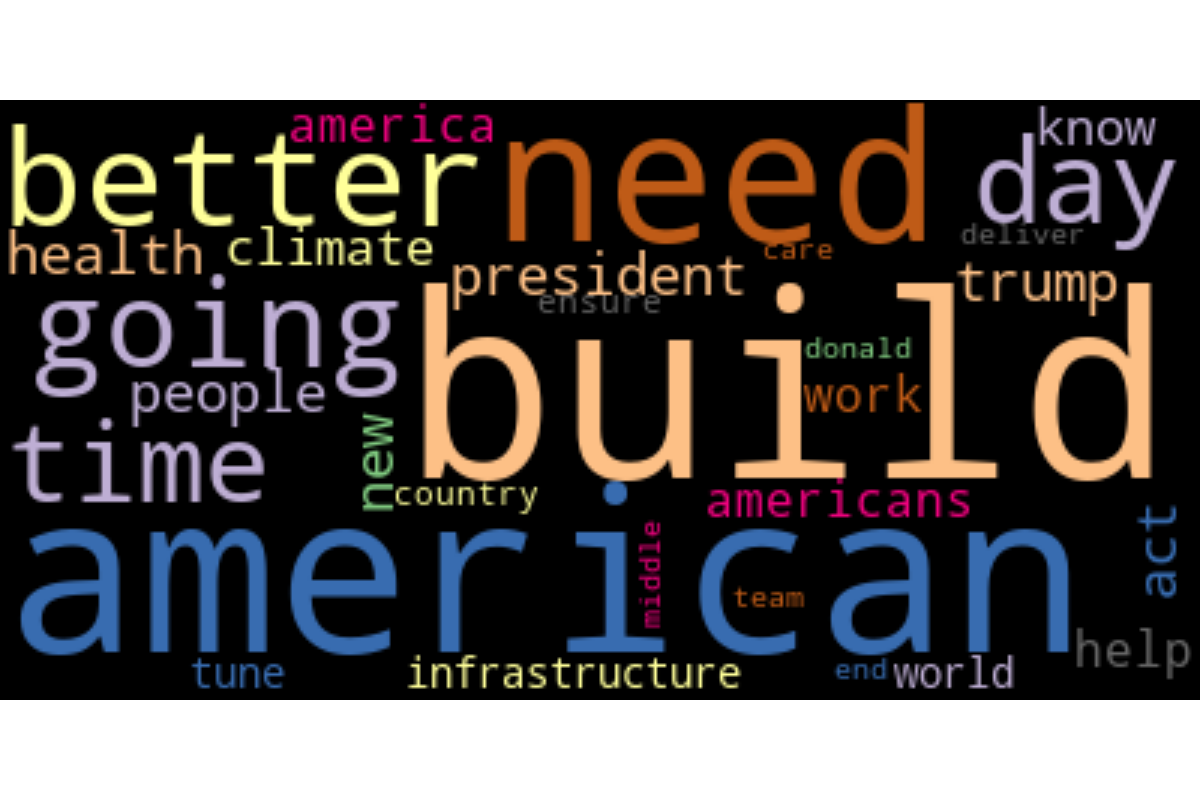 america
know
better
need
day
deliver
health
climate
care
president
trump
ensure
going
build
donald
people
work
new
time
country
americans
american
middle
act
team
help
tune
infrastructure
end
world